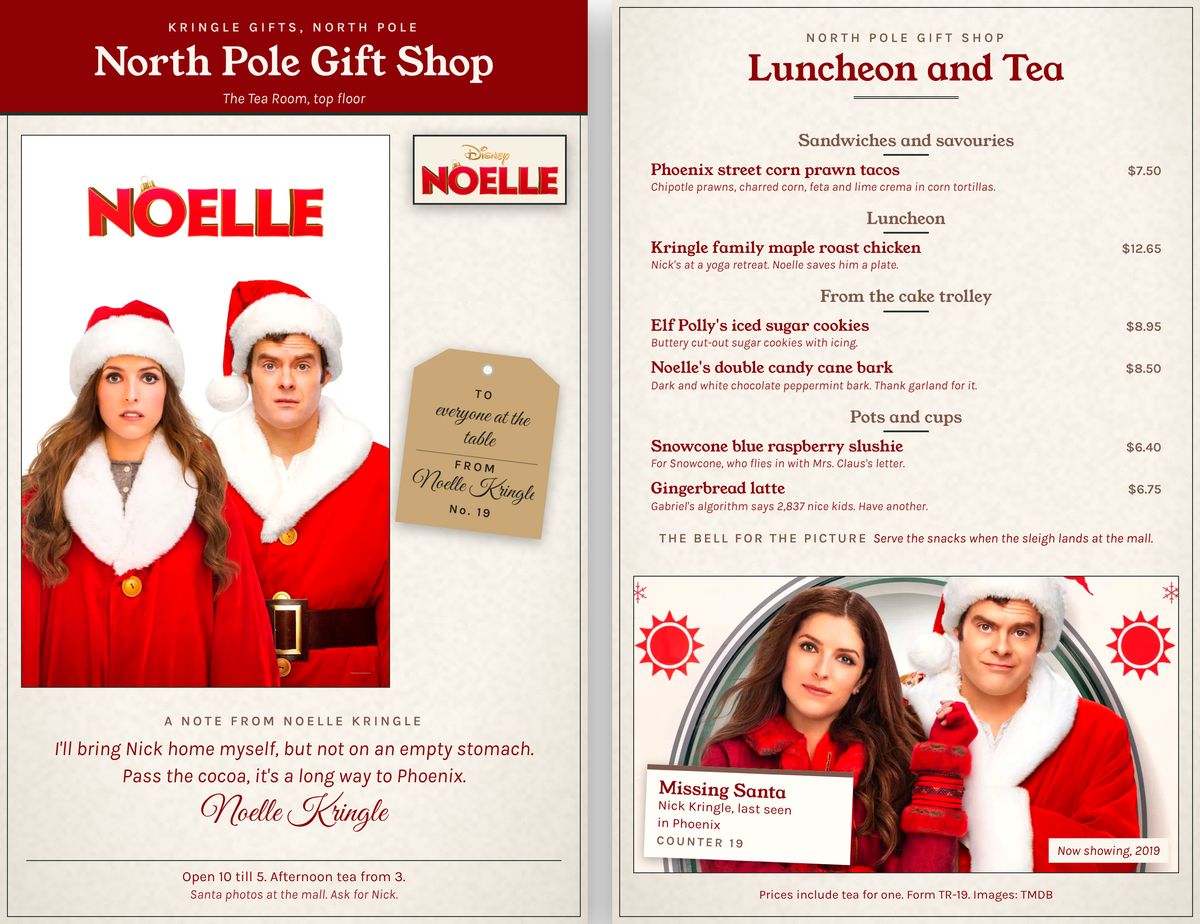 KRINGLE GIFTS, NORTH POLE
North Pole Gift Shop
The Tea Room, top floor
NOELLE
Disney
NOELLE
TO
everyone at the
table
FROM
Noelle Kringle
No. 19
A NOTE FROM NOELLE KRINGLE
I'll bring Nick home myself, but not on an empty stomach.
Pass the cocoa, it's a long way to Phoenix.
Noelle Kringle
Open 10 till 5. Afternoon tea from 3.
Santa photos at the mall. Ask for Nick.
NORTH POLE GIFT SHOP
Luncheon and Tea
Sandwiches and savouries
Phoenix street corn prawn tacos $7.50
Chipotle prawns, charred corn, feta and lime crema in corn tortillas.
Luncheon
Kringle family maple roast chicken $12.65
Nick's at a yoga retreat. Noelle saves him a plate.
From the cake trolley
Elf Polly's iced sugar cookies $8.95
Buttery cut-out sugar cookies with icing.
Noelle's double candy cane bark $8.50
Dark and white chocolate peppermint bark. Thank garland for it.
Pots and cups
Snowcone blue raspberry slushie $6.40
For Snowcone, who flies in with Mrs. Claus's letter.
Gingerbread latte $6.75
Gabriel's algorithm says 2,837 nice kids. Have another.
THE BELL FOR THE PICTURE Serve the snacks when the sleigh lands at the mall.
Missing Santa
Nick Kringle, last seen
in Phoenix
COUNTER 19
Now showing, 2019
Prices include tea for one. Form TR-19. Images: TMDB